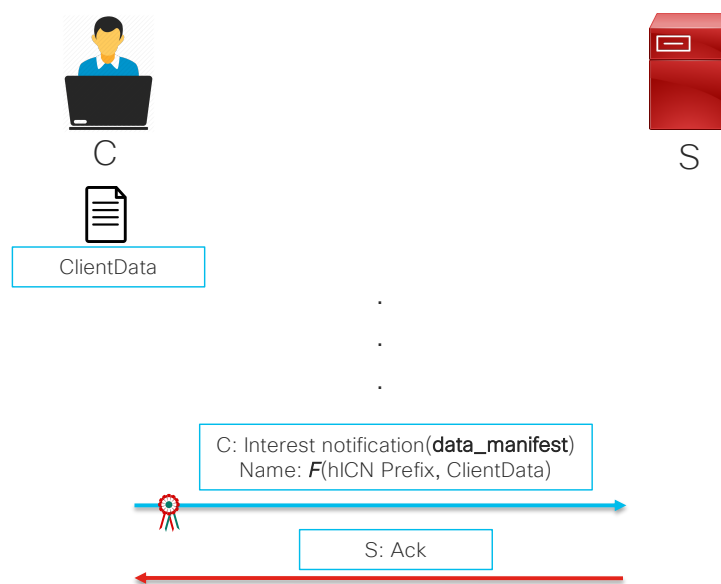 C
S
ClientData
.
.
.
C: Interest notification(data_manifest)
Name: F(hICN Prefix, ClientData)
S: Ack